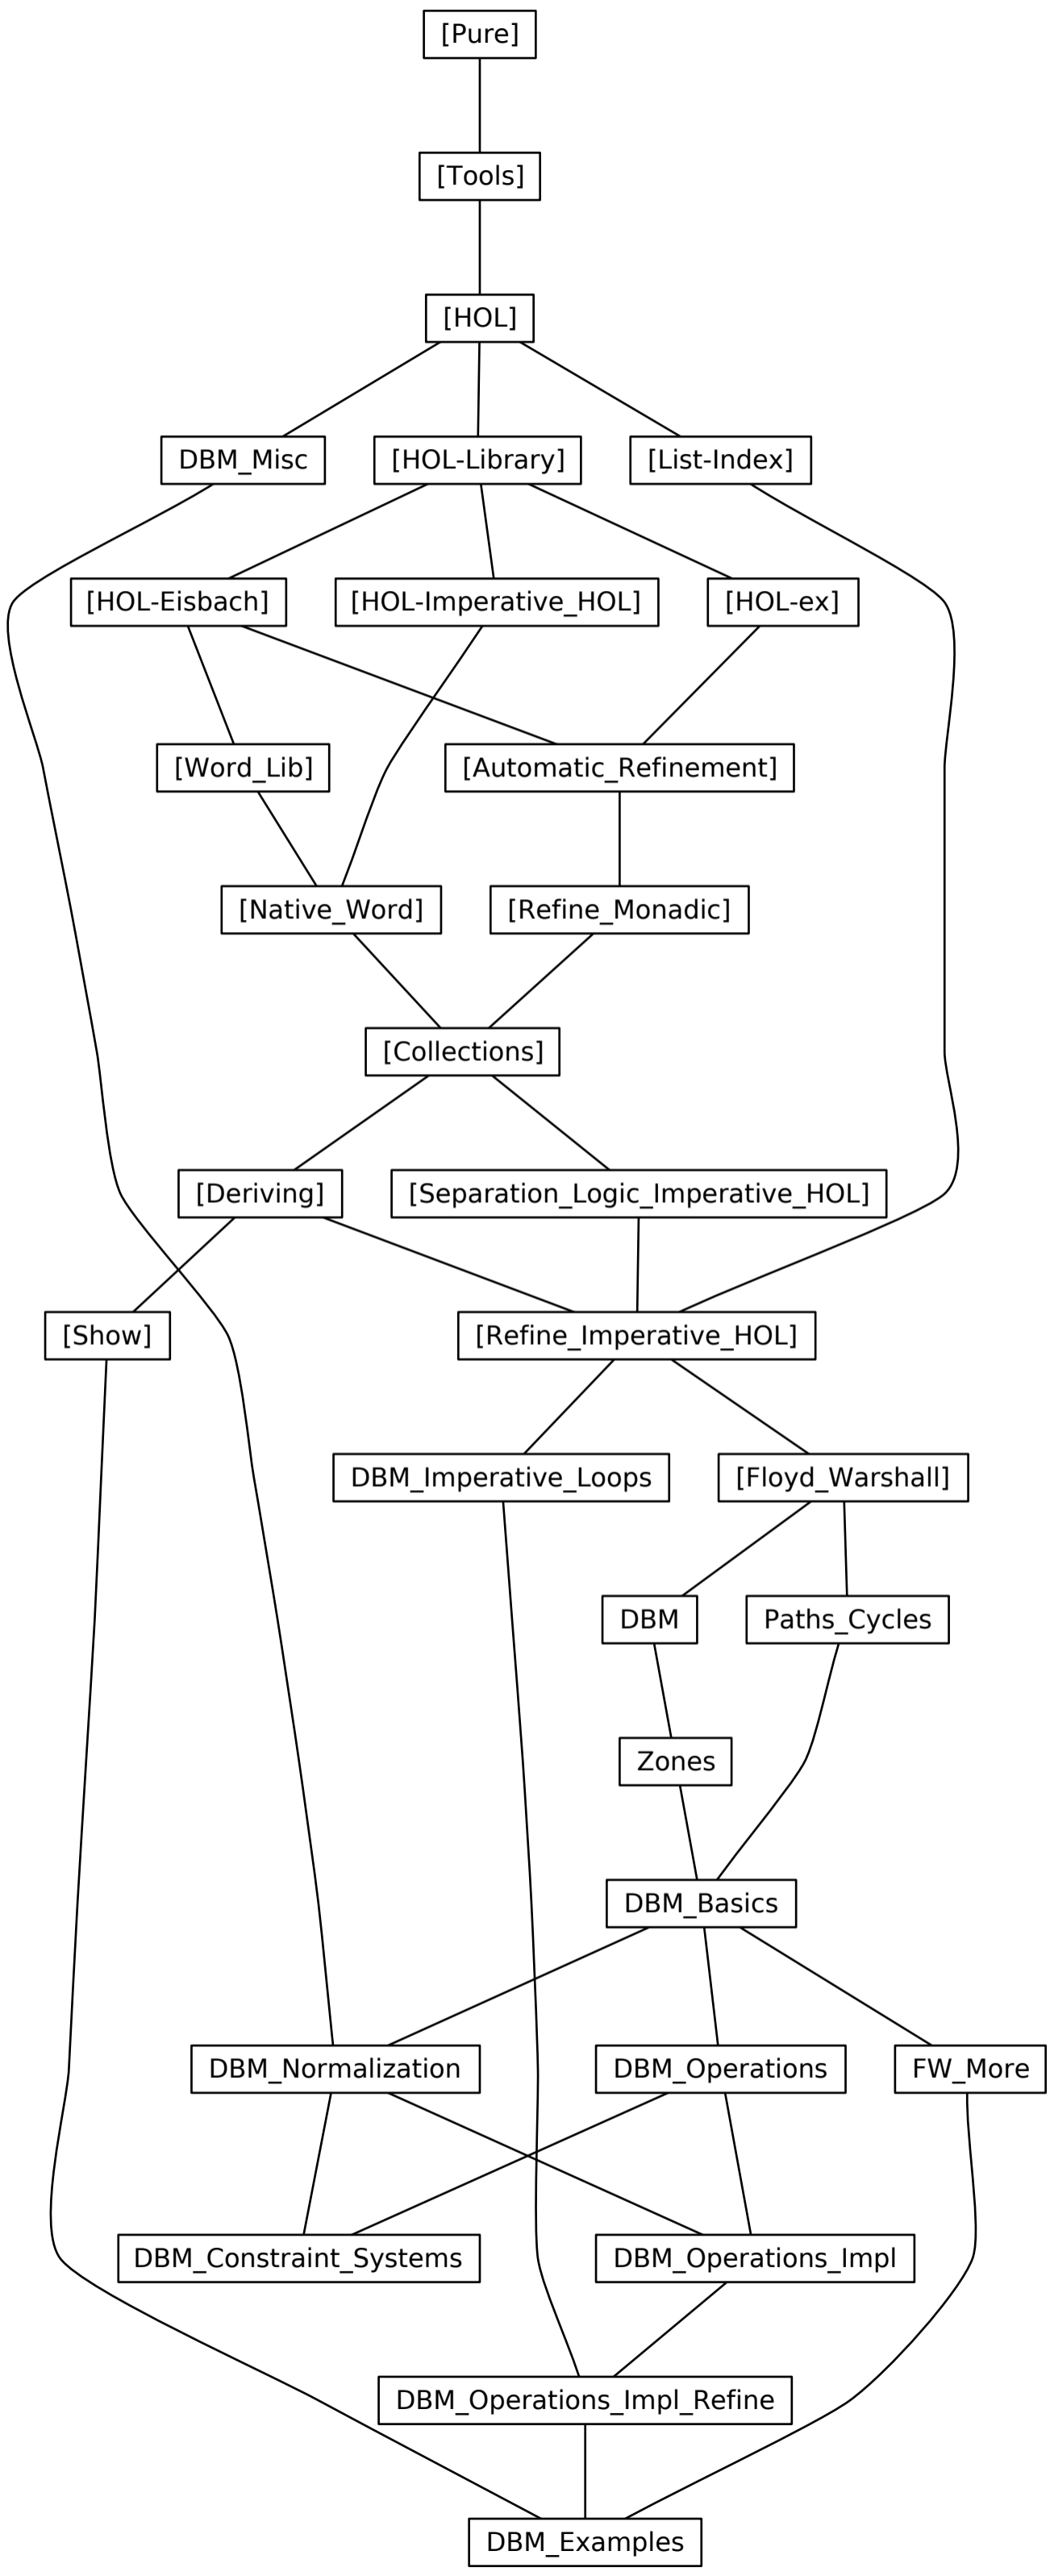 [Pure]
[Tools]
[HOL]
DBM_Misc
[HOL-Library]
[List-Index]
[HOL-Eisbach]
[HOL-Imperative_HOL]
[HOL-ex]
[Word_Lib]
[Automatic_Refinement]
[Native_Word]
[Refine_Monadic]
[Collections]
[Deriving]
[Separation_Logic_Imperative_HOL]
[Show]
[Refine_Imperative_HOL]
DBM_Imperative_Loops
[Floyd_Warshall]
DBM
Paths_Cycles
Zones
DBM_Basics
DBM_Normalization
DBM_Operations
FW_More
DBM_Constraint_Systems
DBM_Operations_Impl
DBM_Operations_Impl_Refine
DBM_Examples